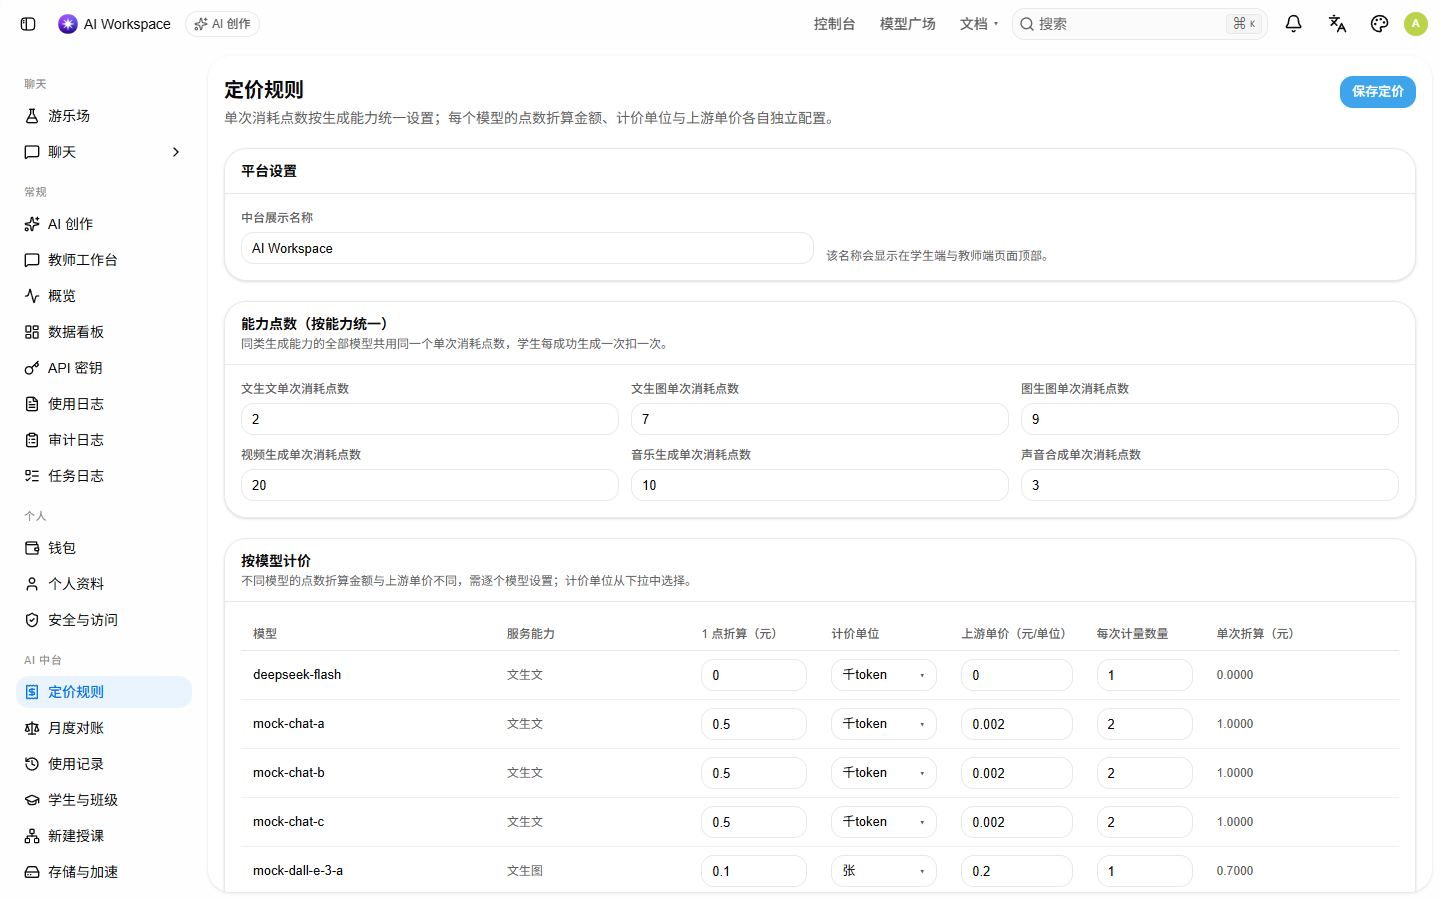 AI Workspace
AI 创作
控制台
模型广场
文档
搜索
⌘ K
A
聊天
游乐场
聊天
常规
AI 创作
教师工作台
概览
数据看板
API 密钥
使用日志
审计日志
任务日志
个人
钱包
个人资料
安全与访问
AI 中台
定价规则
月度对账
使用记录
学生与班级
新建授课
存储与加速
定价规则
保存定价
单次消耗点数按生成能力统一设置；每个模型的点数折算金额、计价单位与上游单价各自独立配置。
平台设置
中台展示名称
AI Workspace
该名称会显示在学生端与教师端页面顶部。
能力点数（按能力统一）
同类生成能力的全部模型共用同一个单次消耗点数，学生每成功生成一次扣一次。
文生文单次消耗点数
文生图单次消耗点数
图生图单次消耗点数
2
7
9
视频生成单次消耗点数
音乐生成单次消耗点数
声音合成单次消耗点数
20
10
3
按模型计价
不同模型的点数折算金额与上游单价不同，需逐个模型设置；计价单位从下拉中选择。
模型 服务能力 1 点折算（元） 计价单位 上游单价（元/单位） 每次计量数量 单次折算（元）
deepseek-flash 文生文 0 千token 0 1 0.0000
mock-chat-a 文生文 0.5 千token 0.002 2 1.0000
mock-chat-b 文生文 0.5 千token 0.002 2 1.0000
mock-chat-c 文生文 0.5 千token 0.002 2 1.0000
mock-dall-e-3-a 文生图 0.1 张 0.2 1 0.7000